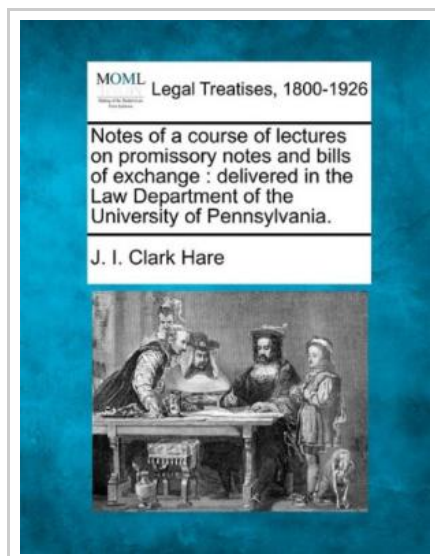 MOML
Legal Treatises, 1800-1926
Notes of a course of lectures
on promissory notes and bills
of exchange : delivered in the
Law Department of the
University of Pennsylvania.
J. I. Clark Hare